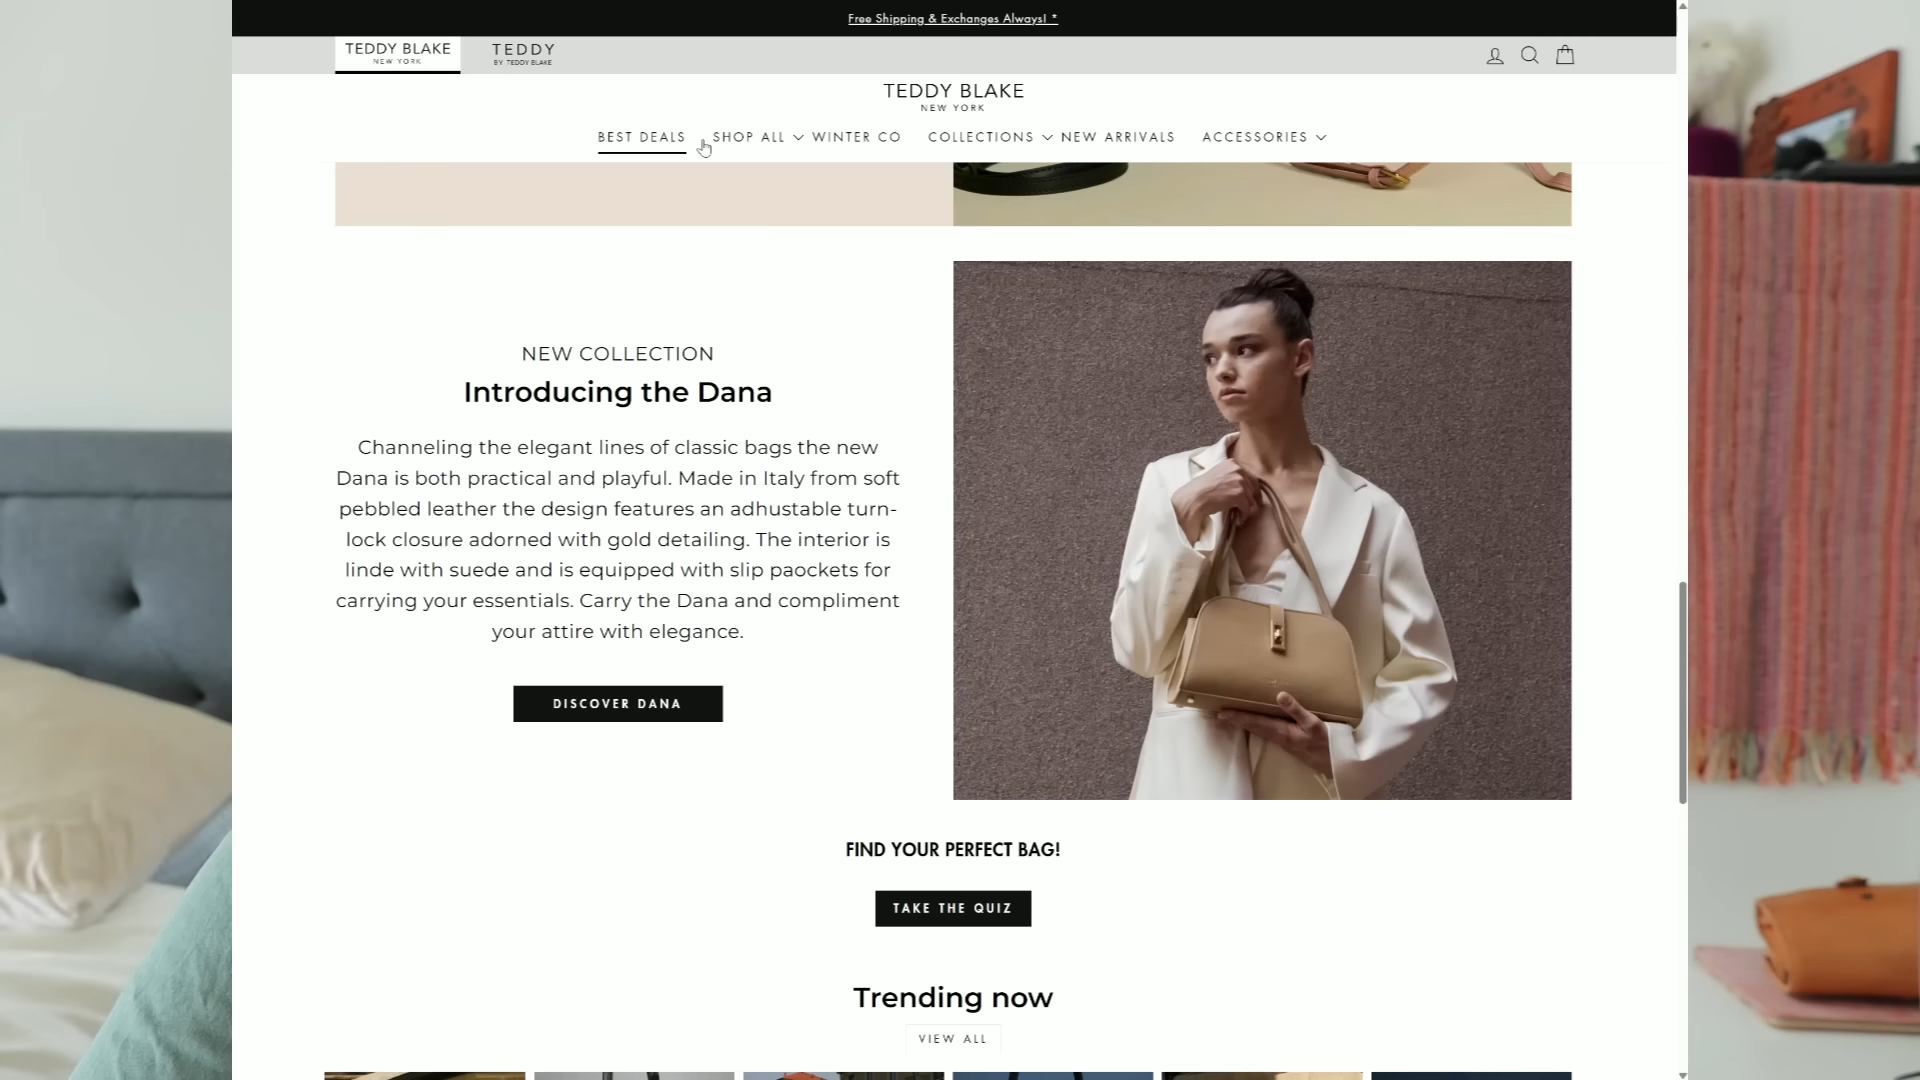 Free Shipping & Exchanges Always! *
TEDDY BLAKE
NEW YORK
TEDDY
BY TEDDY BLAKE
TEDDY BLAKE
NEW YORK
BEST DEALS SHOP ALL WINTER CO COLLECTIONS NEW ARRIVALS ACCESSORIES
NEW COLLECTION
Introducing the Dana
Channeling the elegant lines of classic bags the new
Dana is both practical and playful. Made in Italy from soft
pebbled leather the design features an adhustable turn-
lock closure adorned with gold detailing. The interior is
linde with suede and is equipped with slip paockets for
carrying your essentials. Carry the Dana and compliment
your attire with elegance.
DISCOVER DANA
FIND YOUR PERFECT BAG!
TAKE THE QUIZ
Trending now
VIEW ALL